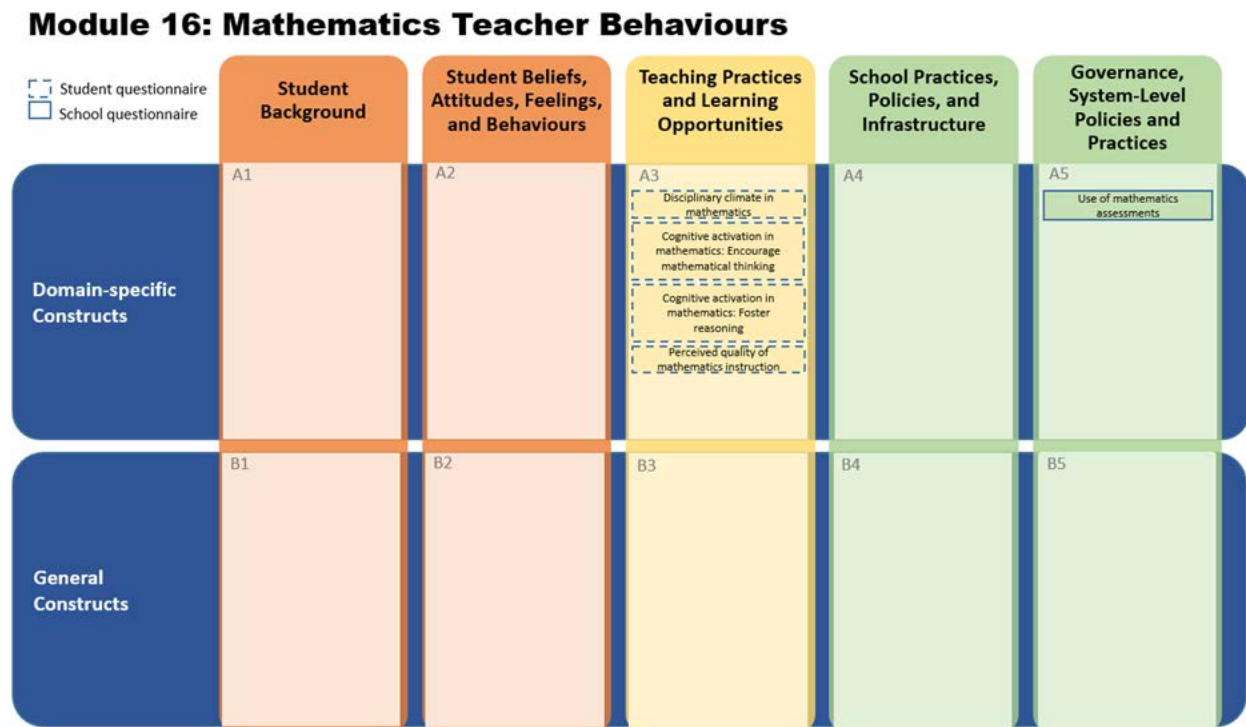 Module 16: Mathematics Teacher Behaviours
Student questionnaire
School questionnaire
Student
Background
Student Beliefs,
Attitudes, Feelings,
and Behaviours
Teaching Practices
and Learning
Opportunities
School Practices,
Policies, and
Infrastructure
Governance,
System-Level
Policies and
Practices
Domain-specific
Constructs
A1
A2
A3
Disciplinary climate in
mathematics
Cognitive activation in
mathematics: Encourage
mathematical thinking
Cognitive activation in
mathematics: Foster
reasoning
Perceived quality of
mathematics instruction
A4
A5
Use of mathematics
assessments
General
Constructs
B1
B2
B3
B4
B5